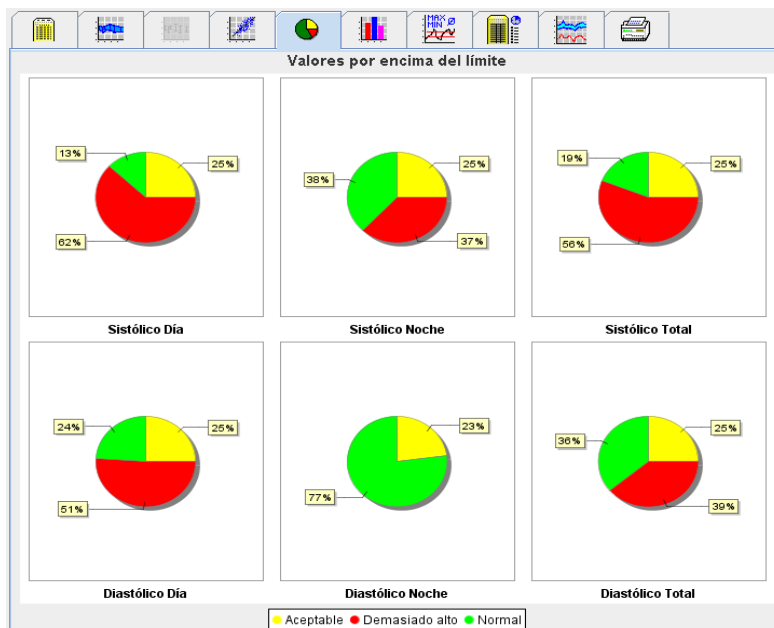 MAX Ø
MIN
Valores por encima del límite
13%
25%
62%
Sistólico Día
38%
25%
37%
Sistólico Noche
19%
25%
56%
Sistólico Total
24%
25%
51%
Diastólico Día
23%
77%
Diastólico Noche
36%
25%
39%
Diastólico Total
Aceptable Demasiado alto Normal